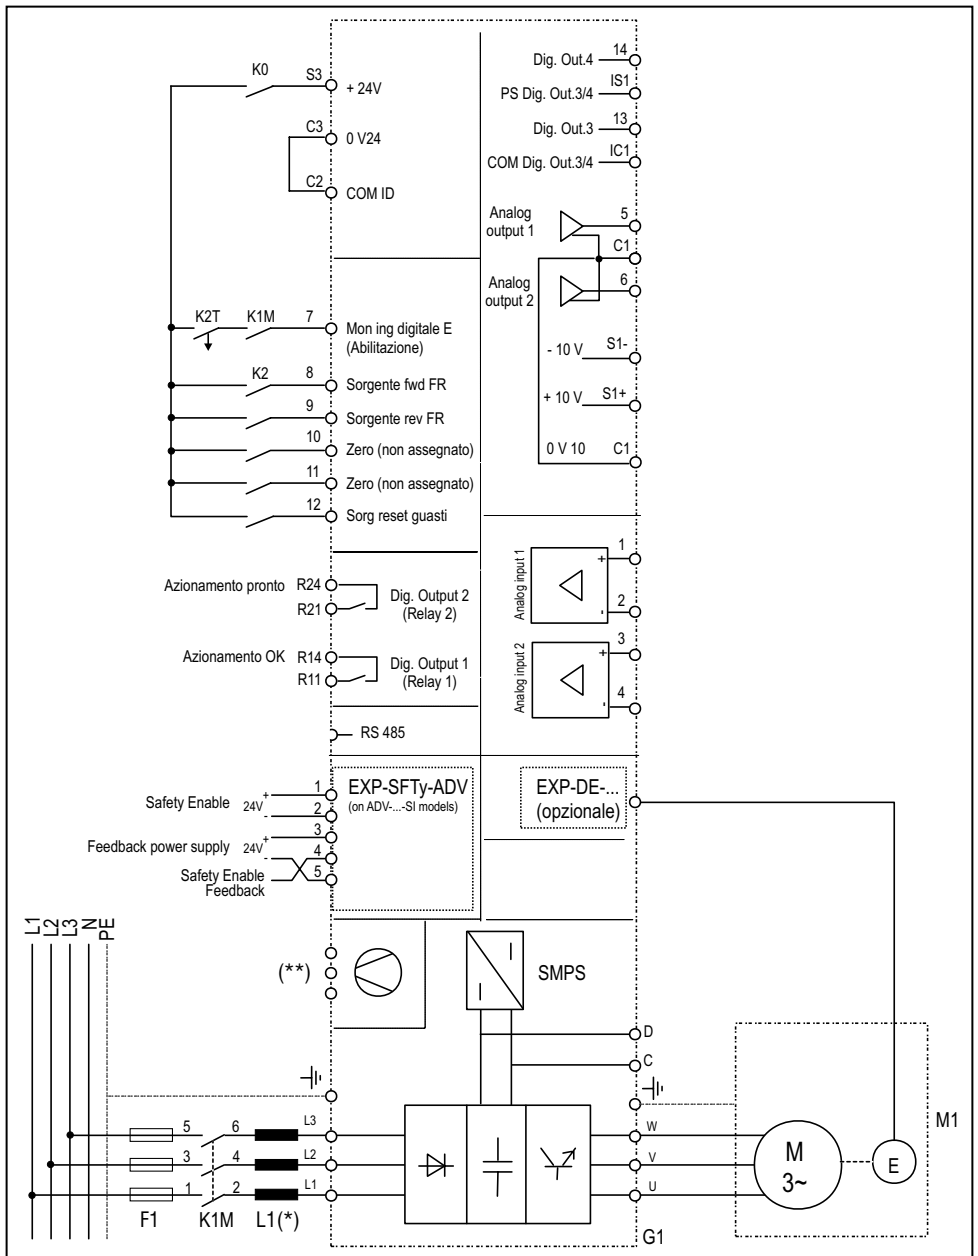 K0 S3 + 24V
C3 0 V24
C2 COM ID
K2T K1M 7 Mon ing digitale E
(Abilitazione)
K2 8 Sorgente fwd FR
9 Sorgente rev FR
10 Zero (non assegnato)
11 Zero (non assegnato)
12 Sorg reset guasti
Azionamento pronto R24
R21
Dig. Output 2
(Relay 2)
Azionamento OK R14
R11
Dig. Output 1
(Relay 1)
RS 485
Dig. Out.4 14
PS Dig. Out.3/4 IS1
Dig. Out.3 13
COM Dig. Out.3/4 IC1
Analog
output 1
5
C1
Analog
output 2
6
- 10 V S1-
+ 10 V S1+
0 V 10 C1
Analog input 1
+ 1
- 2
Analog input 2
+ 3
- 4
EXP-SFTy-ADV
(on ADV-...-SI models)
EXP-DE-...
(opzionale)
Safety Enable 24V + 1
- 2
Feedback power supply 24V + 3
- 4
Safety Enable
Feedback
5
L1
L2
L3
N
PE
(**)
SMPS
D
C
5 6 L3
3 4 L2
1 2 L1
F1 K1M L1(*)
W
V
U
M
3~
E
M1
G1